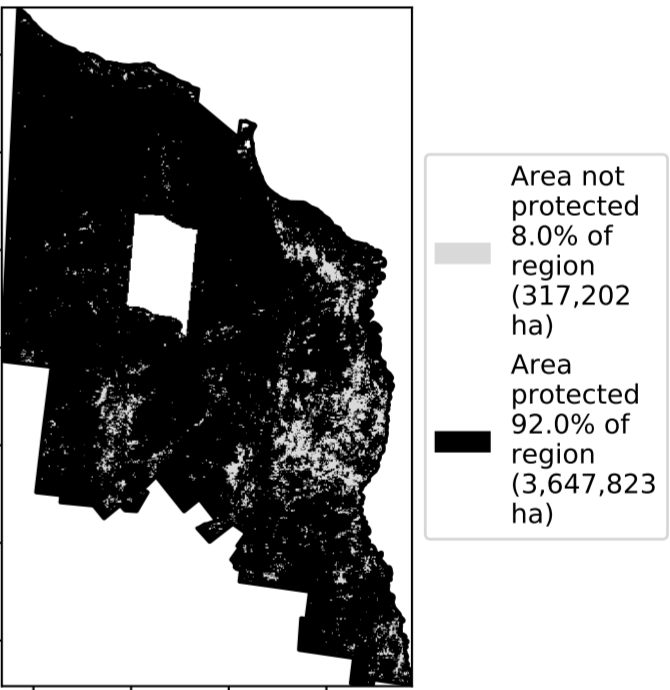 Area not
protected
8.0% of
region
(317,202
ha)
Area
protected
92.0% of
region
(3,647,823
ha)